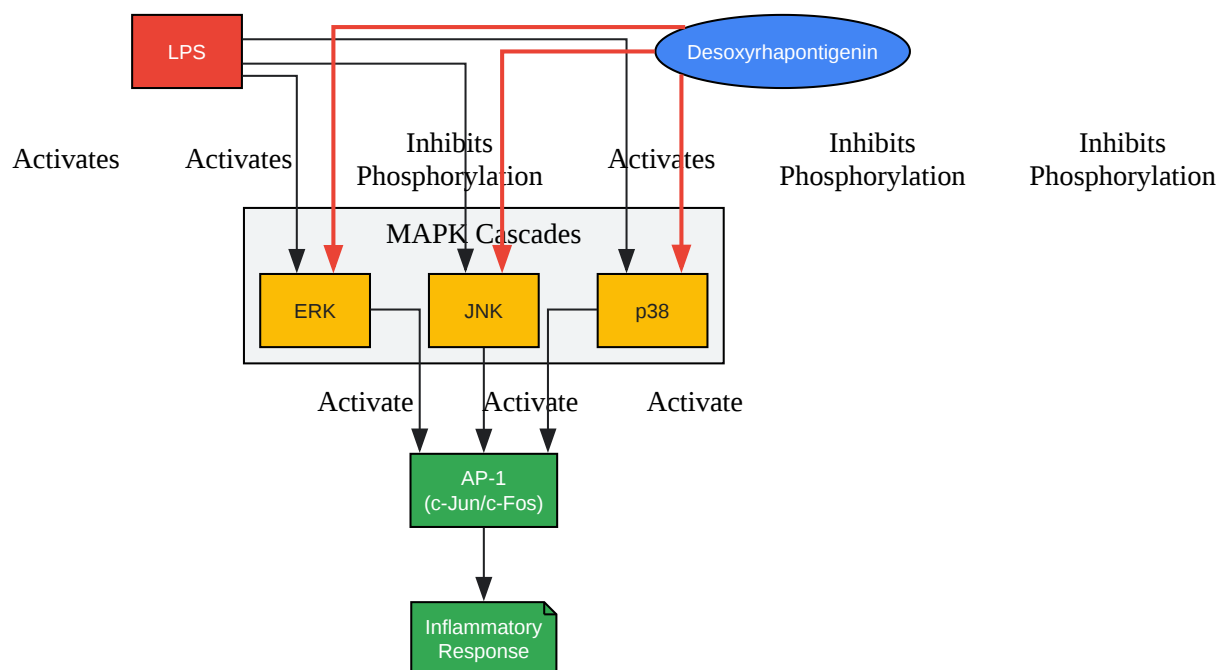 LPS
Desoxyrhapontigenin
Activates
Activates
Inhibits
Phosphorylation
Activates
Inhibits
Phosphorylation
Inhibits
Phosphorylation
MAPK Cascades
ERK
JNK
p38
Activate
Activate
Activate
AP-1
(c-Jun/c-Fos)
Inflammatory
Response